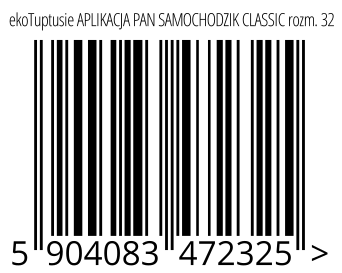 ekoTuptusie APLIKACJA PAN SAMOCHODZIK CLASSIC rozm. 32
5 904083 472325 >